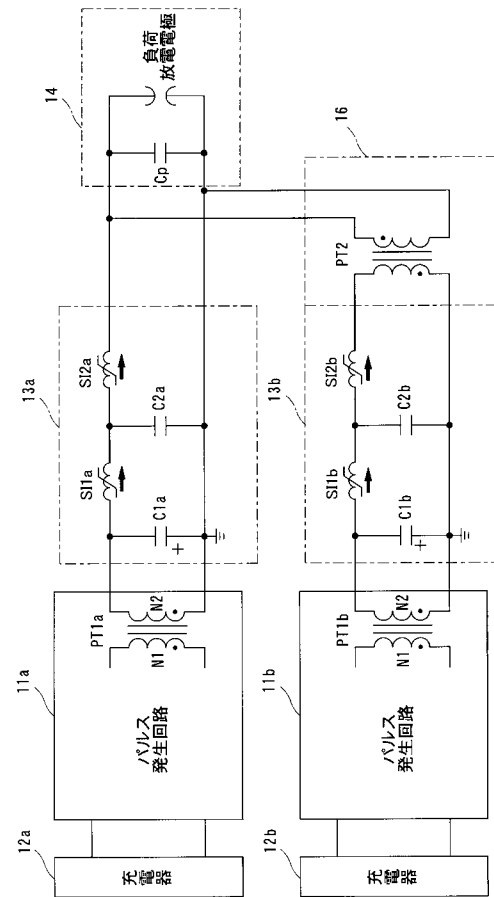 12a
充電器
11a
パルス
発生回路
PT1a
N1
N2
13a
C1a
+
SI1a
C2a
SI2a
14
Cp
負荷
放電電極
12b
充電器
11b
パルス
発生回路
PT1b
N1
N2
13b
C1b
+
SI1b
C2b
SI2b
PT2
16